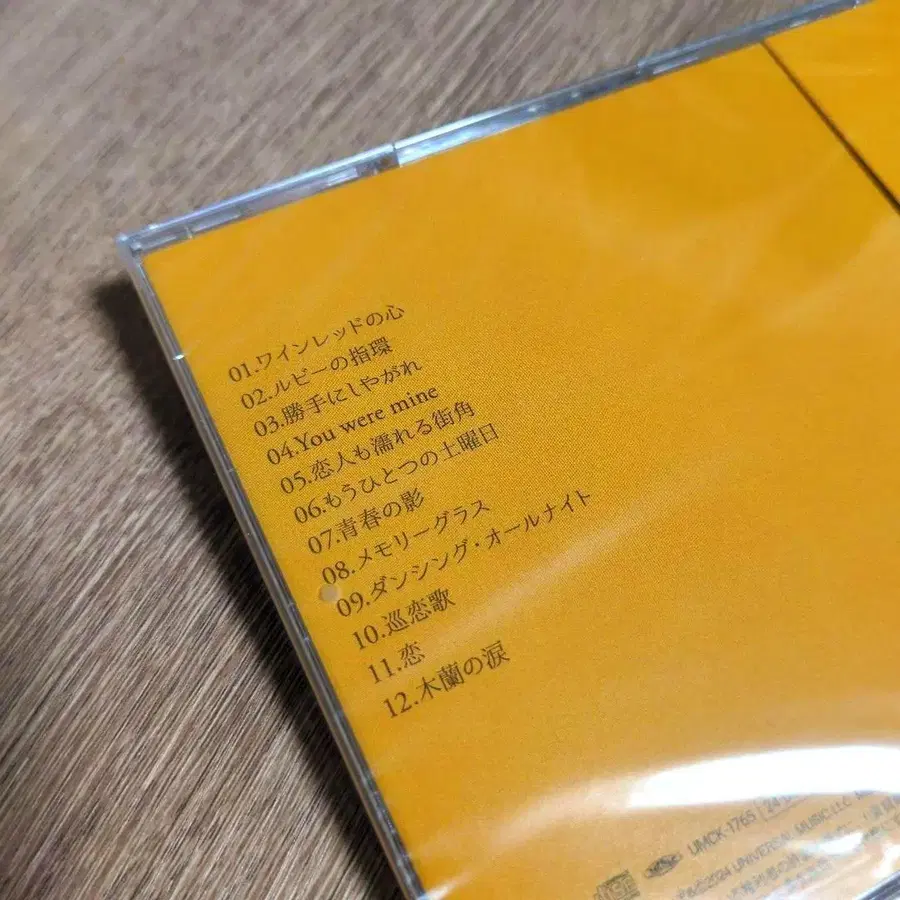 01.ワインレッドの心
02.ルビーの指環
03.勝手にしやがれ
04.You were mine
05.恋人も濡れる街角
06.もうひとつの土曜日
07.青春の影
08.メモリーグラス
09.ダンシング・オールナイト
10.巡恋歌
11.恋
12.木蘭の涙
UMCK-1765 24
2024 UNIVERSAL MUSIC LLC